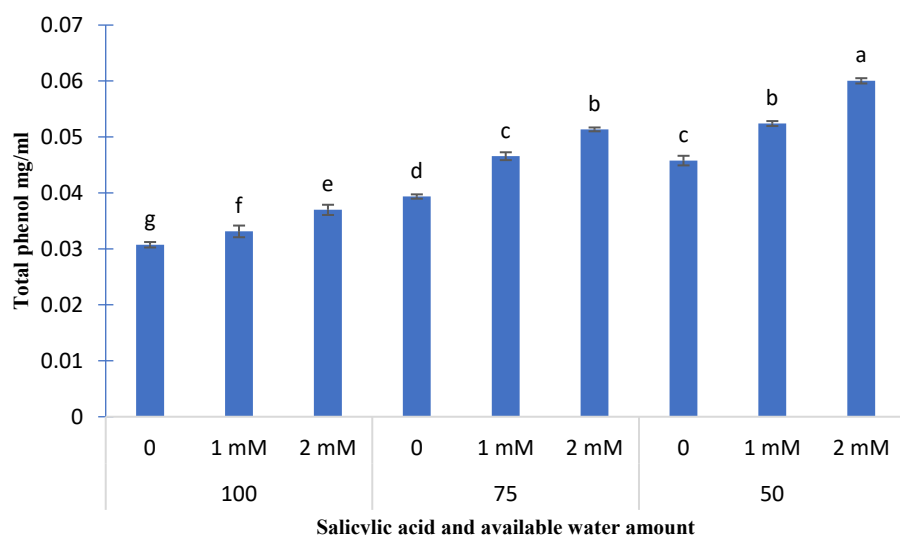 0.07
0.06
0.05
0.04
0.03
0.02
0.01
0
Total phenol mg/ml
g
f
e
d
c
b
c
b
a
0 1 mM 2 mM 0 1 mM 2 mM 0 1 mM 2 mM
100 75 50
Salicylic acid and available water amount